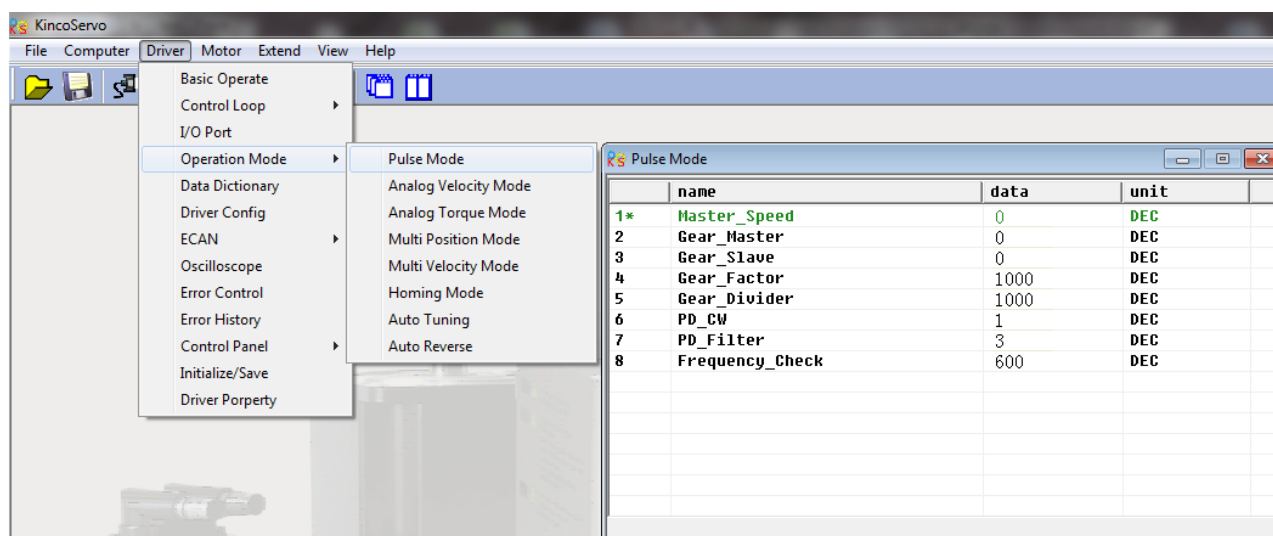 KincoServo
File Computer Driver Motor Extend View Help
Basic Operate
Control Loop
I/O Port
Operation Mode
Data Dictionary
Driver Config
ECAN
Oscilloscope
Error Control
Error History
Control Panel
Initialize/Save
Driver Porperty
Pulse Mode
Analog Velocity Mode
Analog Torque Mode
Multi Position Mode
Multi Velocity Mode
Homing Mode
Auto Tuning
Auto Reverse
Pulse Mode
name data unit
1* Master_Speed 0 DEC
2 Gear_Master 0 DEC
3 Gear_Slave 0 DEC
4 Gear_Factor 1000 DEC
5 Gear_Divider 1000 DEC
6 PD_CW 1 DEC
7 PD_Filter 3 DEC
8 Frequency_Check 600 DEC